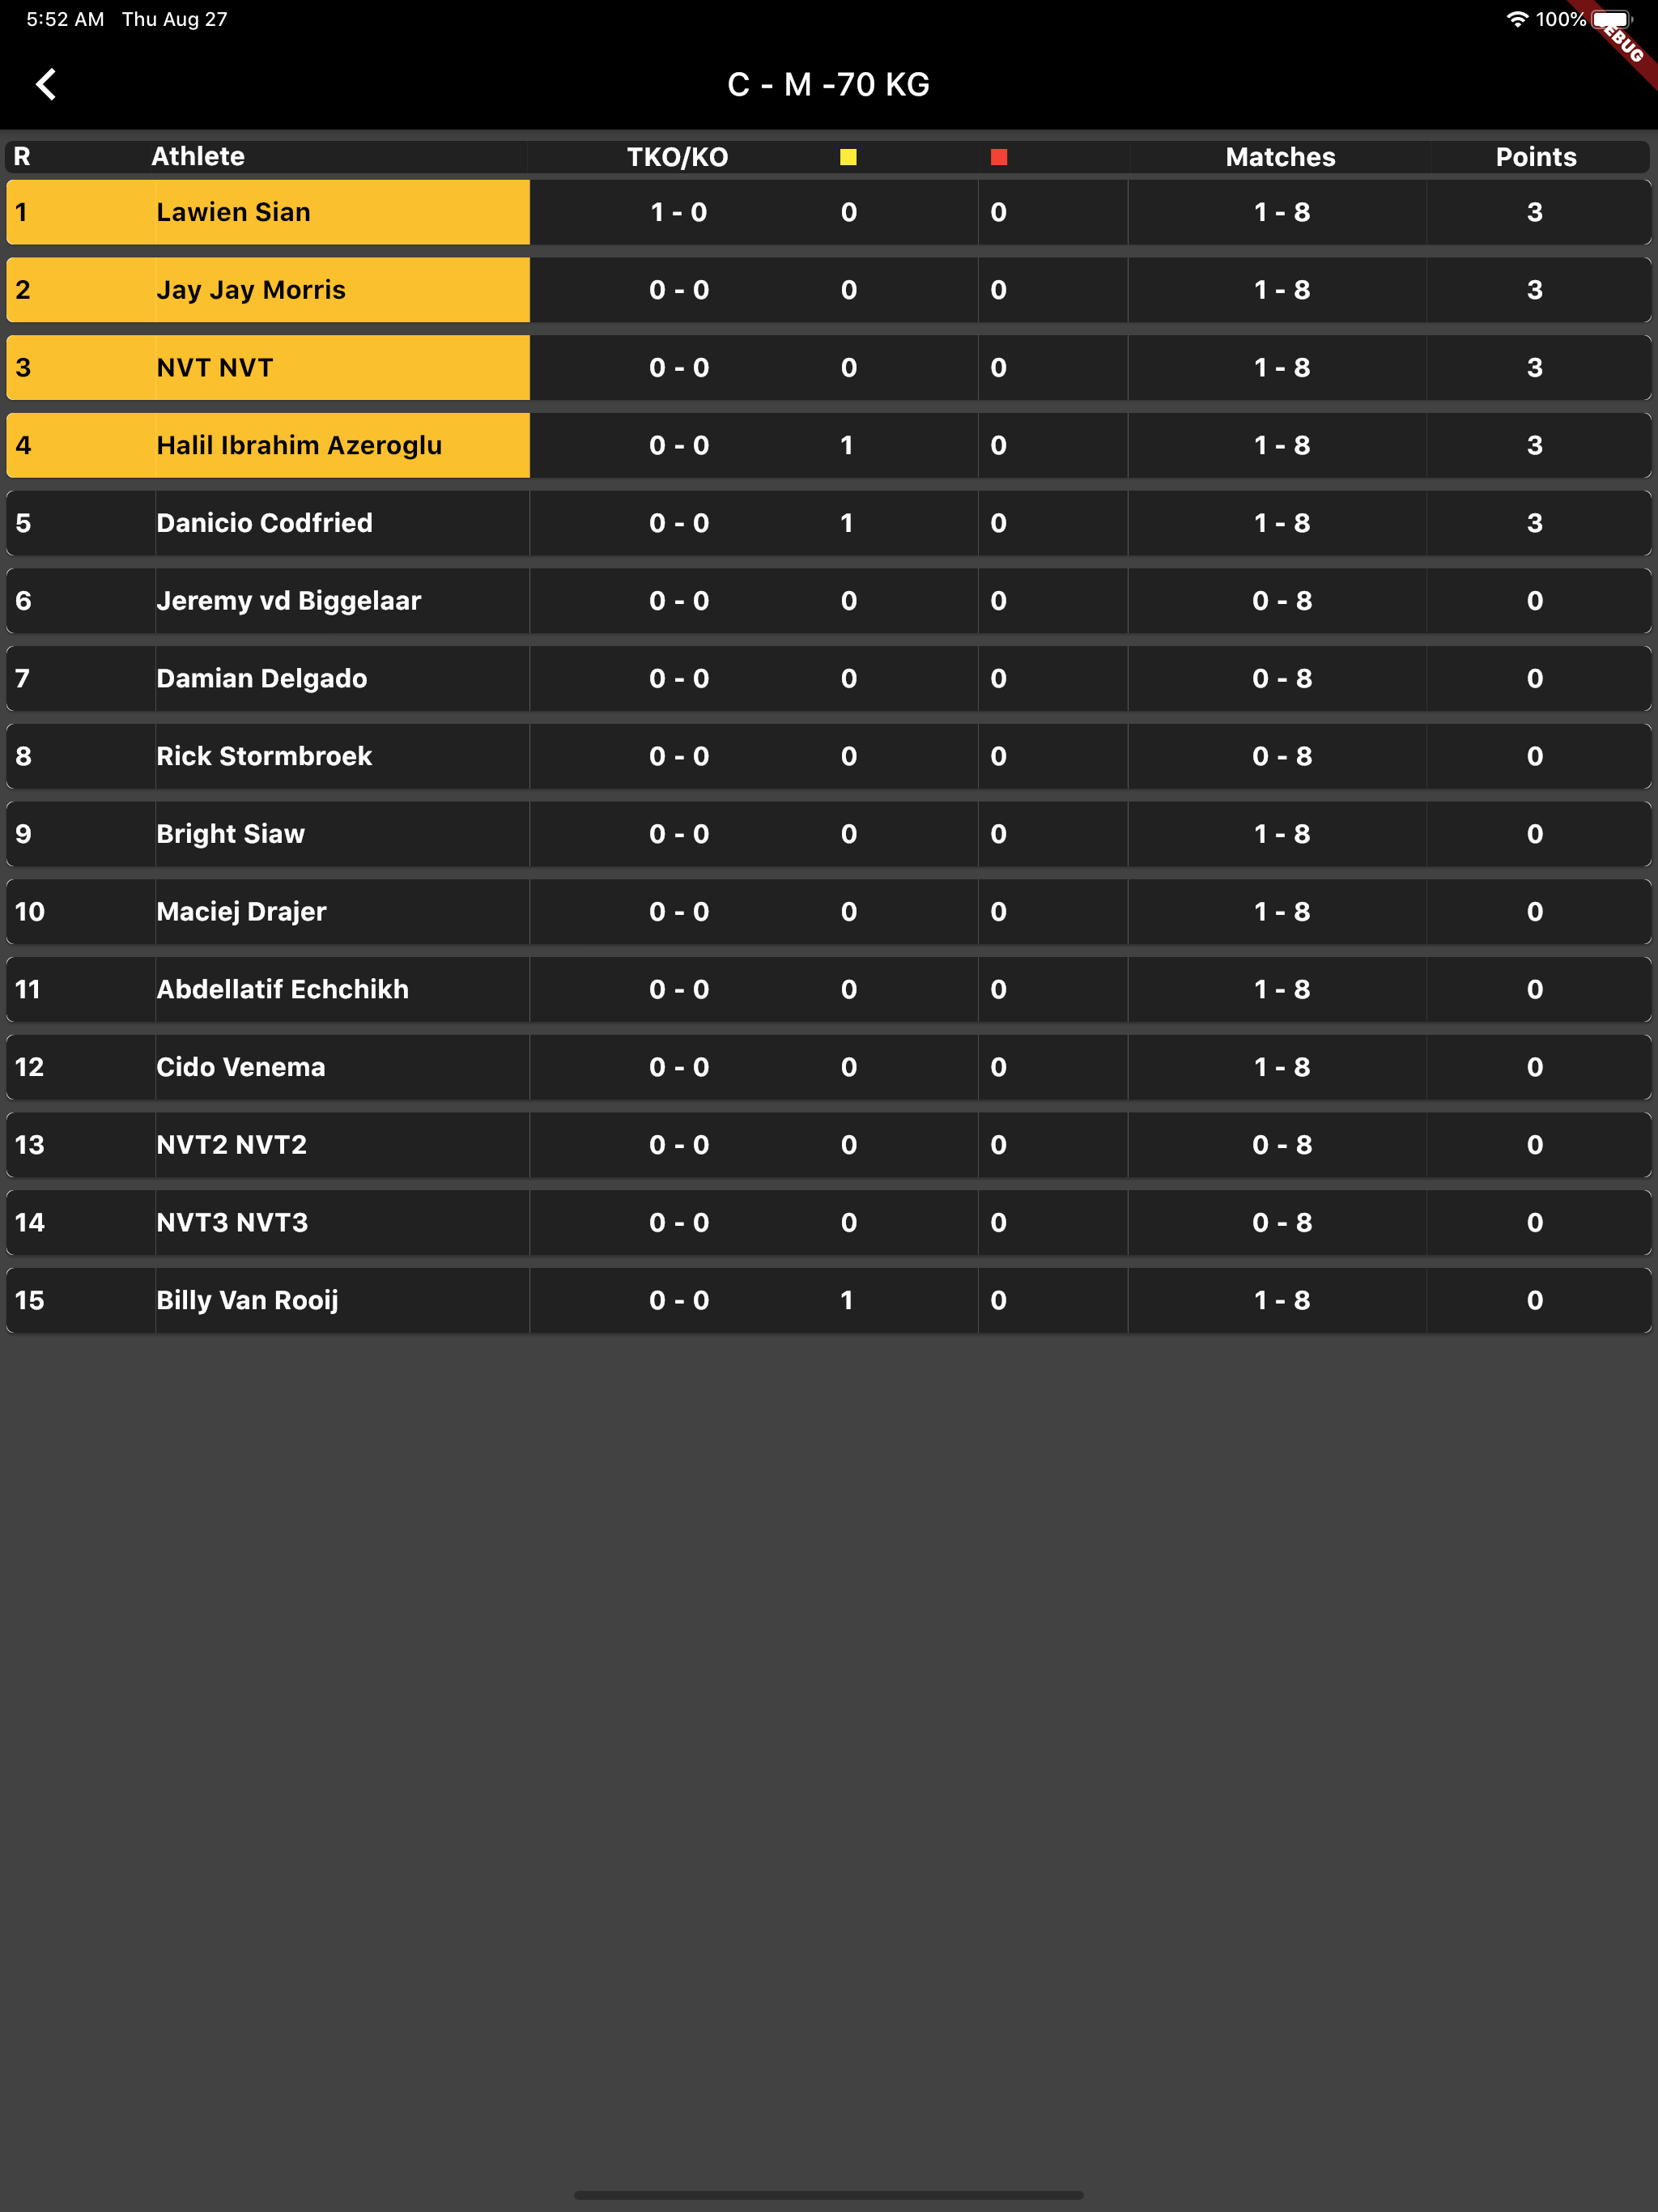 5:52 AM Thu Aug 27 100%
DEBUG
C - M -70 KG
R Athlete TKO/KO Matches Points
1 Lawien Sian 1 - 0 0 0 1 - 8 3
2 Jay Jay Morris 0 - 0 0 0 1 - 8 3
3 NVT NVT 0 - 0 0 0 1 - 8 3
4 Halil Ibrahim Azeroglu 0 - 0 1 0 1 - 8 3
5 Danicio Codfried 0 - 0 1 0 1 - 8 3
6 Jeremy vd Biggelaar 0 - 0 0 0 0 - 8 0
7 Damian Delgado 0 - 0 0 0 0 - 8 0
8 Rick Stormbroek 0 - 0 0 0 0 - 8 0
9 Bright Siaw 0 - 0 0 0 1 - 8 0
10 Maciej Drajer 0 - 0 0 0 1 - 8 0
11 Abdellatif Echchikh 0 - 0 0 0 1 - 8 0
12 Cido Venema 0 - 0 0 0 1 - 8 0
13 NVT2 NVT2 0 - 0 0 0 0 - 8 0
14 NVT3 NVT3 0 - 0 0 0 0 - 8 0
15 Billy Van Rooij 0 - 0 1 0 1 - 8 0